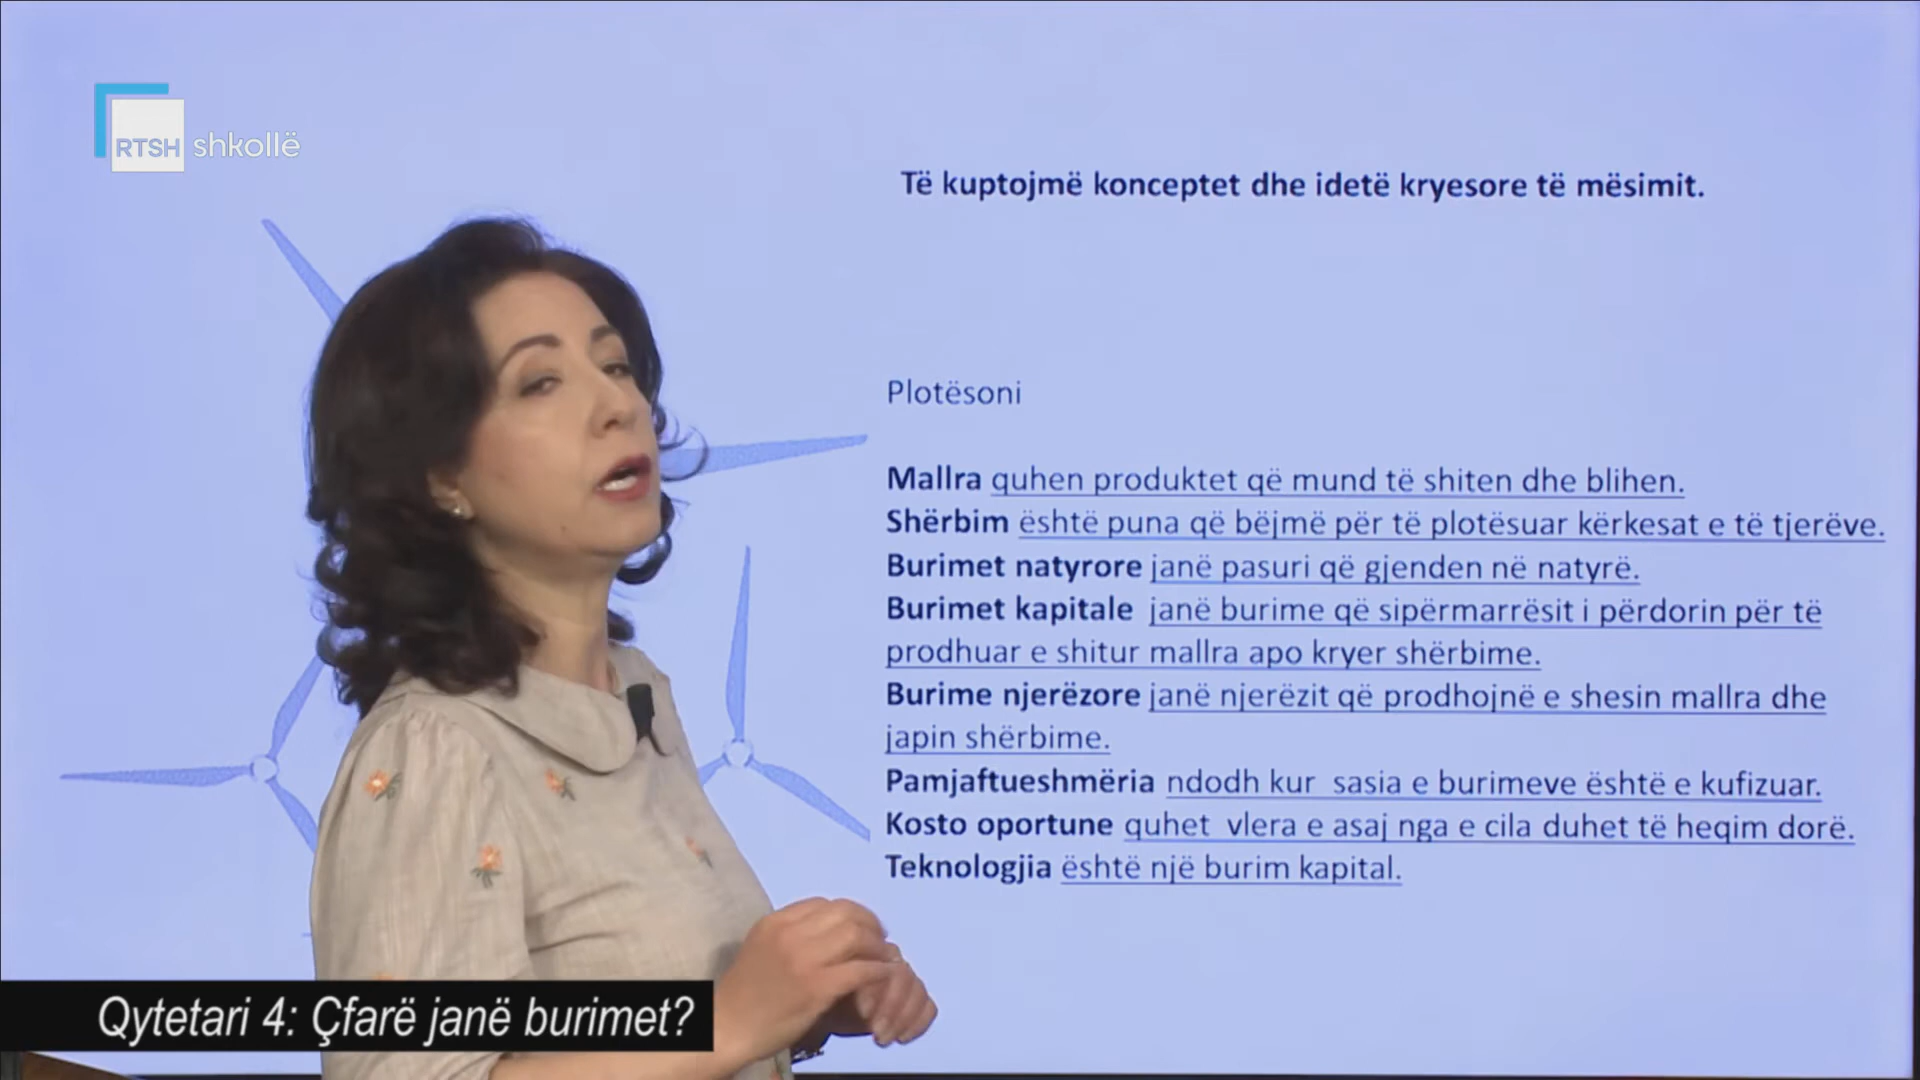 RTSH shkollë
Të kuptojmë konceptet dhe idetë kryesore të mësimit.
Plotësoni
Mallra quhen produktet që mund të shiten dhe blihen.
Shërbim është puna që bëjmë për të plotësuar kërkesat e të tjerëve.
Burimet natyrore janë pasuri që gjenden në natyrë.
Burimet kapitale janë burime që sipërmarrësit i përdorin për të
prodhuar e shitur mallra apo kryer shërbime.
Burime njerëzore janë njerëzit që prodhojnë e shesin mallra dhe
japin shërbime.
Pamjaftueshmëria ndodh kur sasia e burimeve është e kufizuar.
Kosto oportune quhet vlera e asaj nga e cila duhet të heqim dorë.
Teknologjia është një burim kapital.
Qytetari 4: Çfarë janë burimet?